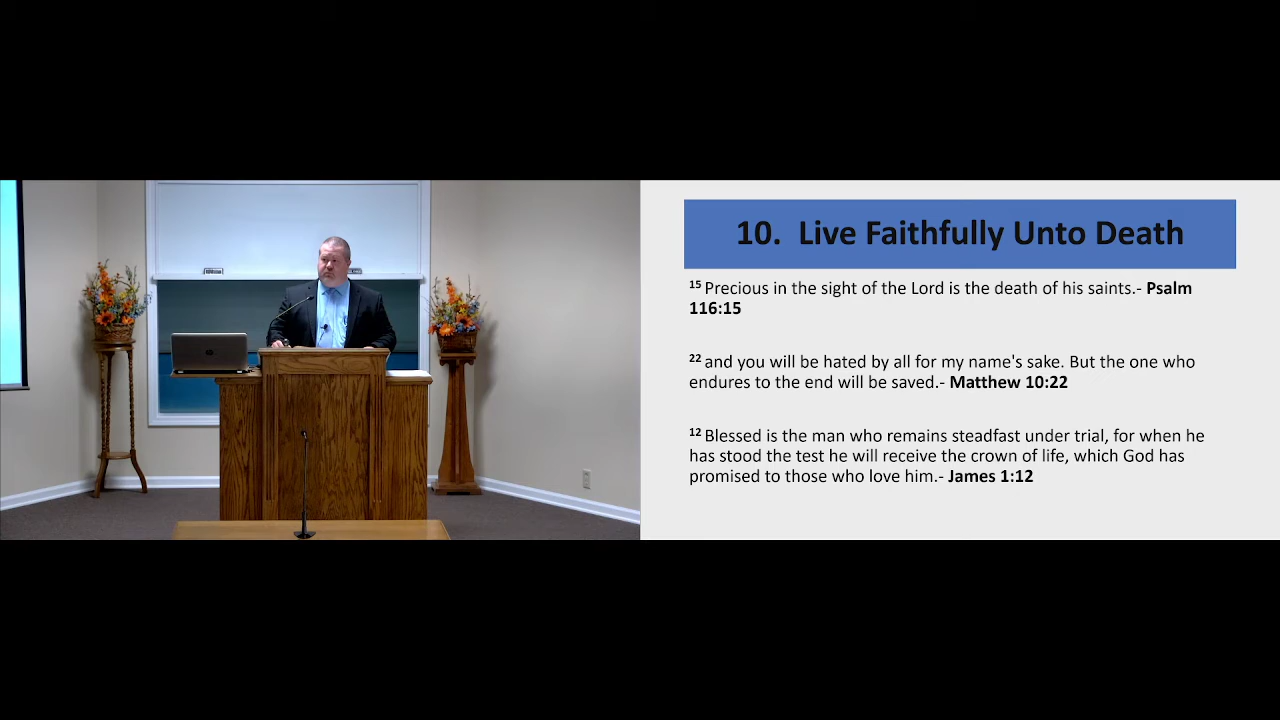 10. Live Faithfully Unto Death
15 Precious in the sight of the Lord is the death of his saints.- Psalm
116:15
22 and you will be hated by all for my name's sake. But the one who
endures to the end will be saved.- Matthew 10:22
12 Blessed is the man who remains steadfast under trial, for when he
has stood the test he will receive the crown of life, which God has
promised to those who love him.- James 1:12